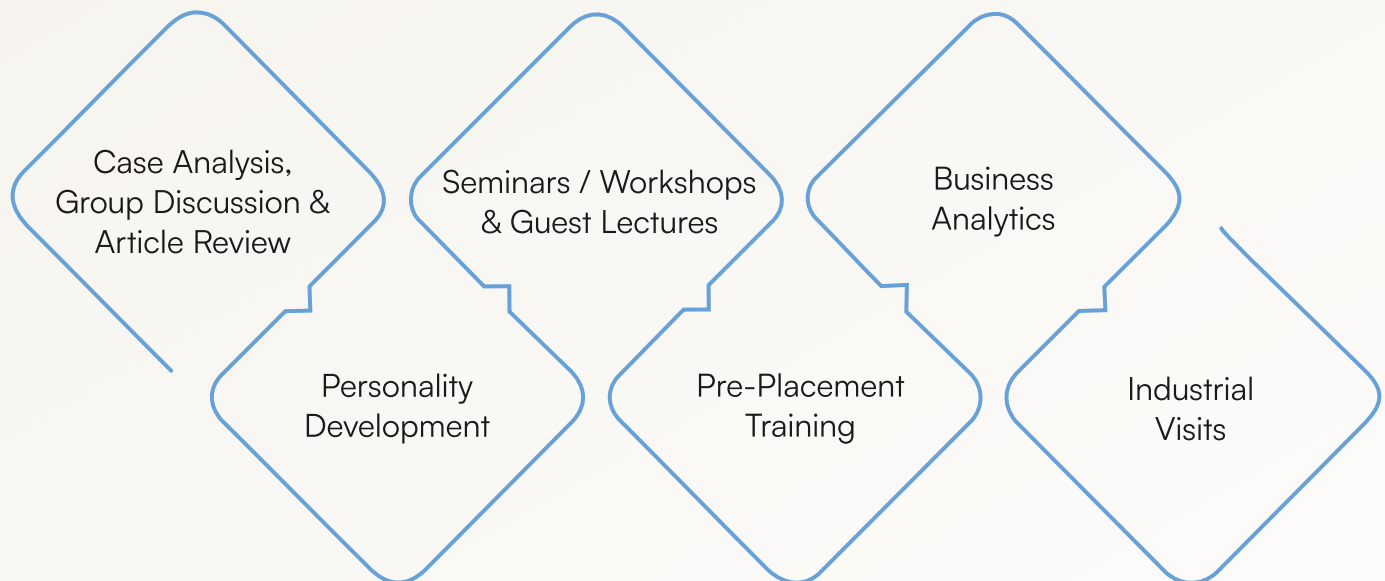 Case Analysis,
Group Discussion &
Article Review
Seminars / Workshops
& Guest Lectures
Business
Analytics
Personality
Development
Pre-Placement
Training
Industrial
Visits